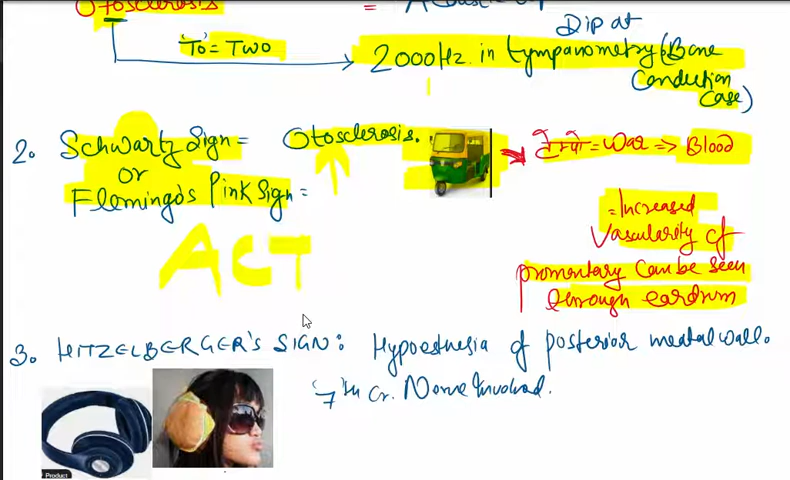 Otosclerosis =
Dip at
'To' = Two 2000Hz. in tympanometry (Bone
Conduction
Case)
2. Schwartz Sign = Otosclerosis. = War => Blood
or
Flemingo's Pink Sign =
= Increased
Vascularity of
promontary can be seen
through eardrum
ACT
3. HITZELBERGER'S SIGN: Hypoesthesia of posterior meatal wall.
7th Cr. Nerve Involved.
Product